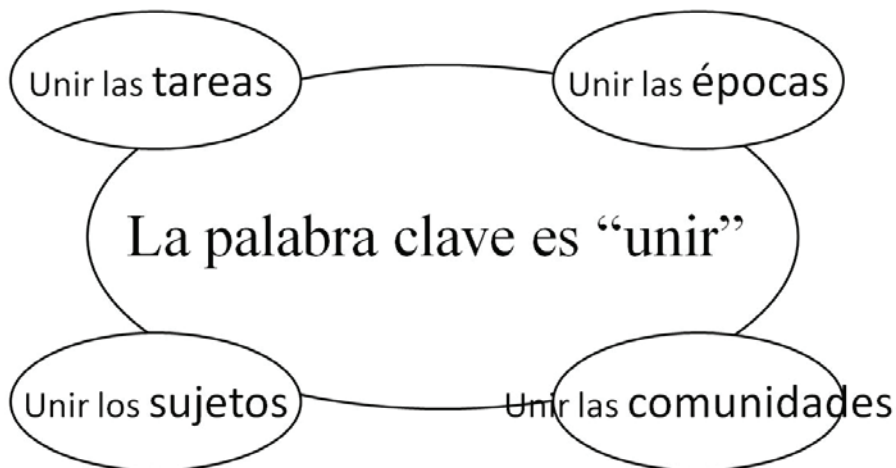 Unir las tareas
Unir las épocas
La palabra clave es “unir”
Unir los sujetos
Unir las comunidades